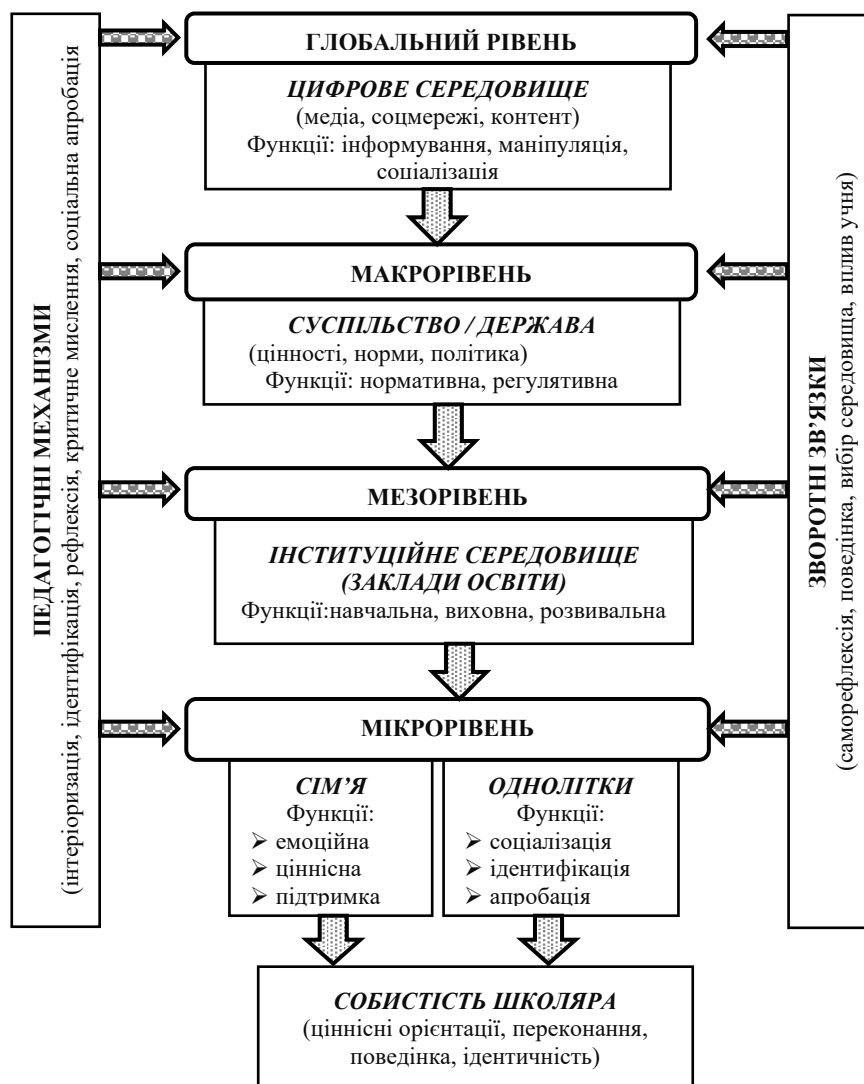 ГЛОБАЛЬНИЙ РІВЕНЬ
ЦИФРОВЕ СЕРЕДОВИЩЕ
(медіа, соцмережі, контент)
Функції: інформування, маніпуляція,
соціалізація
МАКРОРІВЕНЬ
СУСПІЛЬСТВО / ДЕРЖАВА
(цінності, норми, політика)
Функції: нормативна, регулятивна
МЕЗОРІВЕНЬ
ІНСТИТУЦІЙНЕ СЕРЕДОВИЩЕ
(ЗАКЛАДИ ОСВІТИ)
Функції:навчальна, виховна, розвивальна
МІКРОРІВЕНЬ
СІМ’Я
Функції:
➢ емоційна
➢ ціннісна
➢ підтримка
ОДНОЛІТКИ
Функції:
➢ соціалізація
➢ ідентифікація
➢ апробація
СОБИСТІСТЬ ШКОЛЯРА
(ціннісні орієнтації, переконання,
поведінка, ідентичність)
ПЕДАГОГІЧНІ МЕХАНІЗМИ
(інтеріоризація, ідентифікація, рефлексія, критичне мислення, соціальна апробація
ЗВОРОТНІ ЗВ’ЯЗКИ
(саморефлексія, поведінка, вибір середовища, вплив учня)